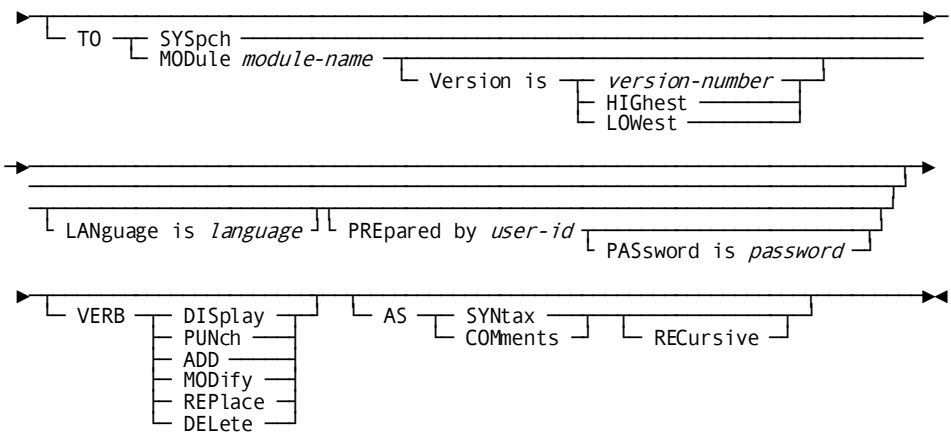 TO SYSpch
MODule module-name
Version is version-number
HIGhest
LOWest
LANguage is language PREpared by user-id
PASsword is password
VERB DISplay AS SYNtax
PUNch COMments RECursive
ADD
MODify
REPlace
DELete